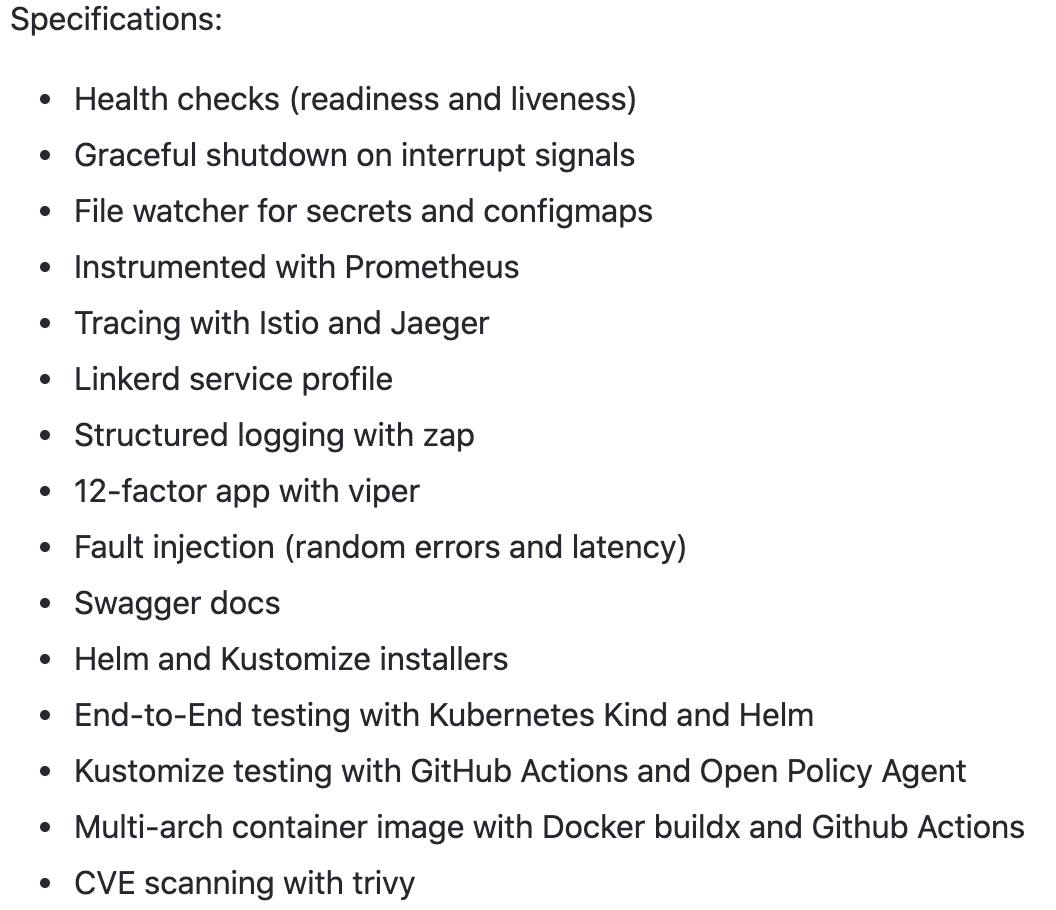 Specifications:
• Health checks (readiness and liveness)
• Graceful shutdown on interrupt signals
• File watcher for secrets and configmaps
• Instrumented with Prometheus
• Tracing with Istio and Jaeger
• Linkerd service profile
• Structured logging with zap
• 12-factor app with viper
• Fault injection (random errors and latency)
• Swagger docs
• Helm and Kustomize installers
• End-to-End testing with Kubernetes Kind and Helm
• Kustomize testing with GitHub Actions and Open Policy Agent
• Multi-arch container image with Docker buildx and Github Actions
• CVE scanning with trivy